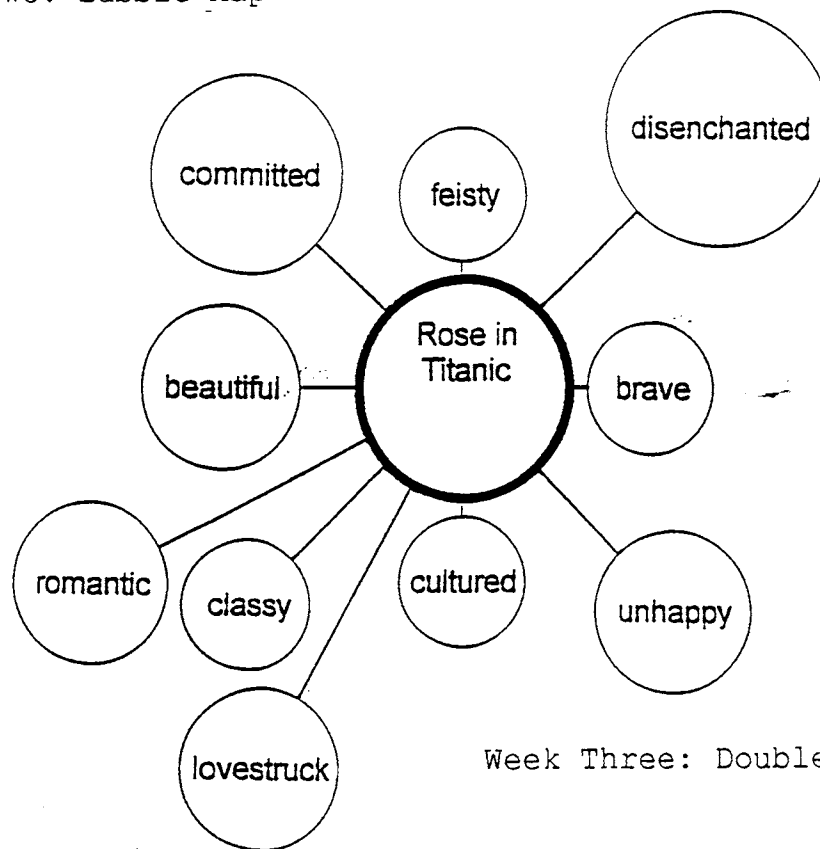 disenchanted
committed
feisty
Rose in
Titanic
beautiful
brave
romantic
classy
cultured
unhappy
lovestruck
Week Three: Double